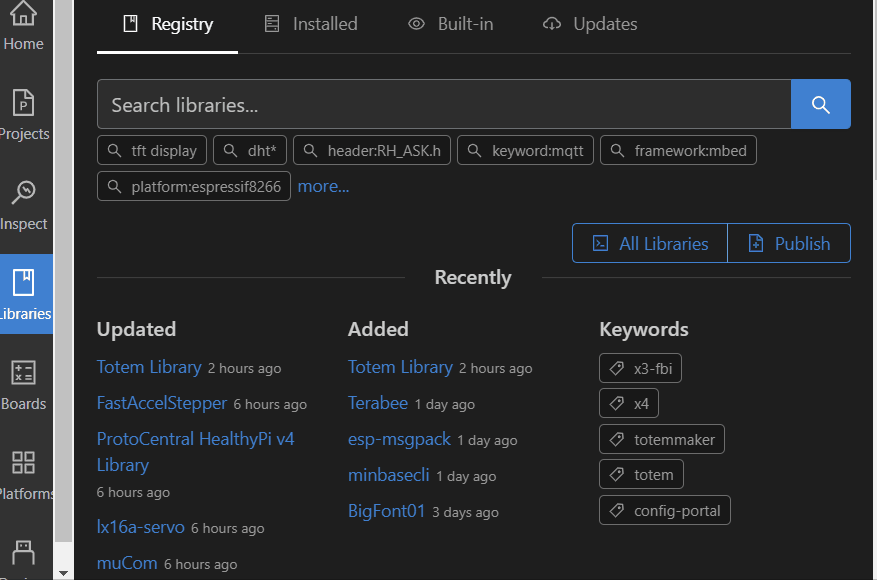 Home
Projects
Inspect
Libraries
Boards
Platforms
Registry Installed Built-in Updates
Search libraries...
tft display dht* header:RH_ASK.h keyword:mqtt framework:mbed
platform:espressif8266 more...
All Libraries Publish
Recently
Updated
Totem Library 2 hours ago
FastAccelStepper 6 hours ago
ProtoCentral HealthyPi v4
Library
6 hours ago
lx16a-servo 6 hours ago
muCom 6 hours ago
Added
Totem Library 2 hours ago
Terabee 1 day ago
esp-msgpack 1 day ago
minbasecli 1 day ago
BigFont01 3 days ago
Keywords
x3-fbi
x4
totemmaker
totem
config-portal